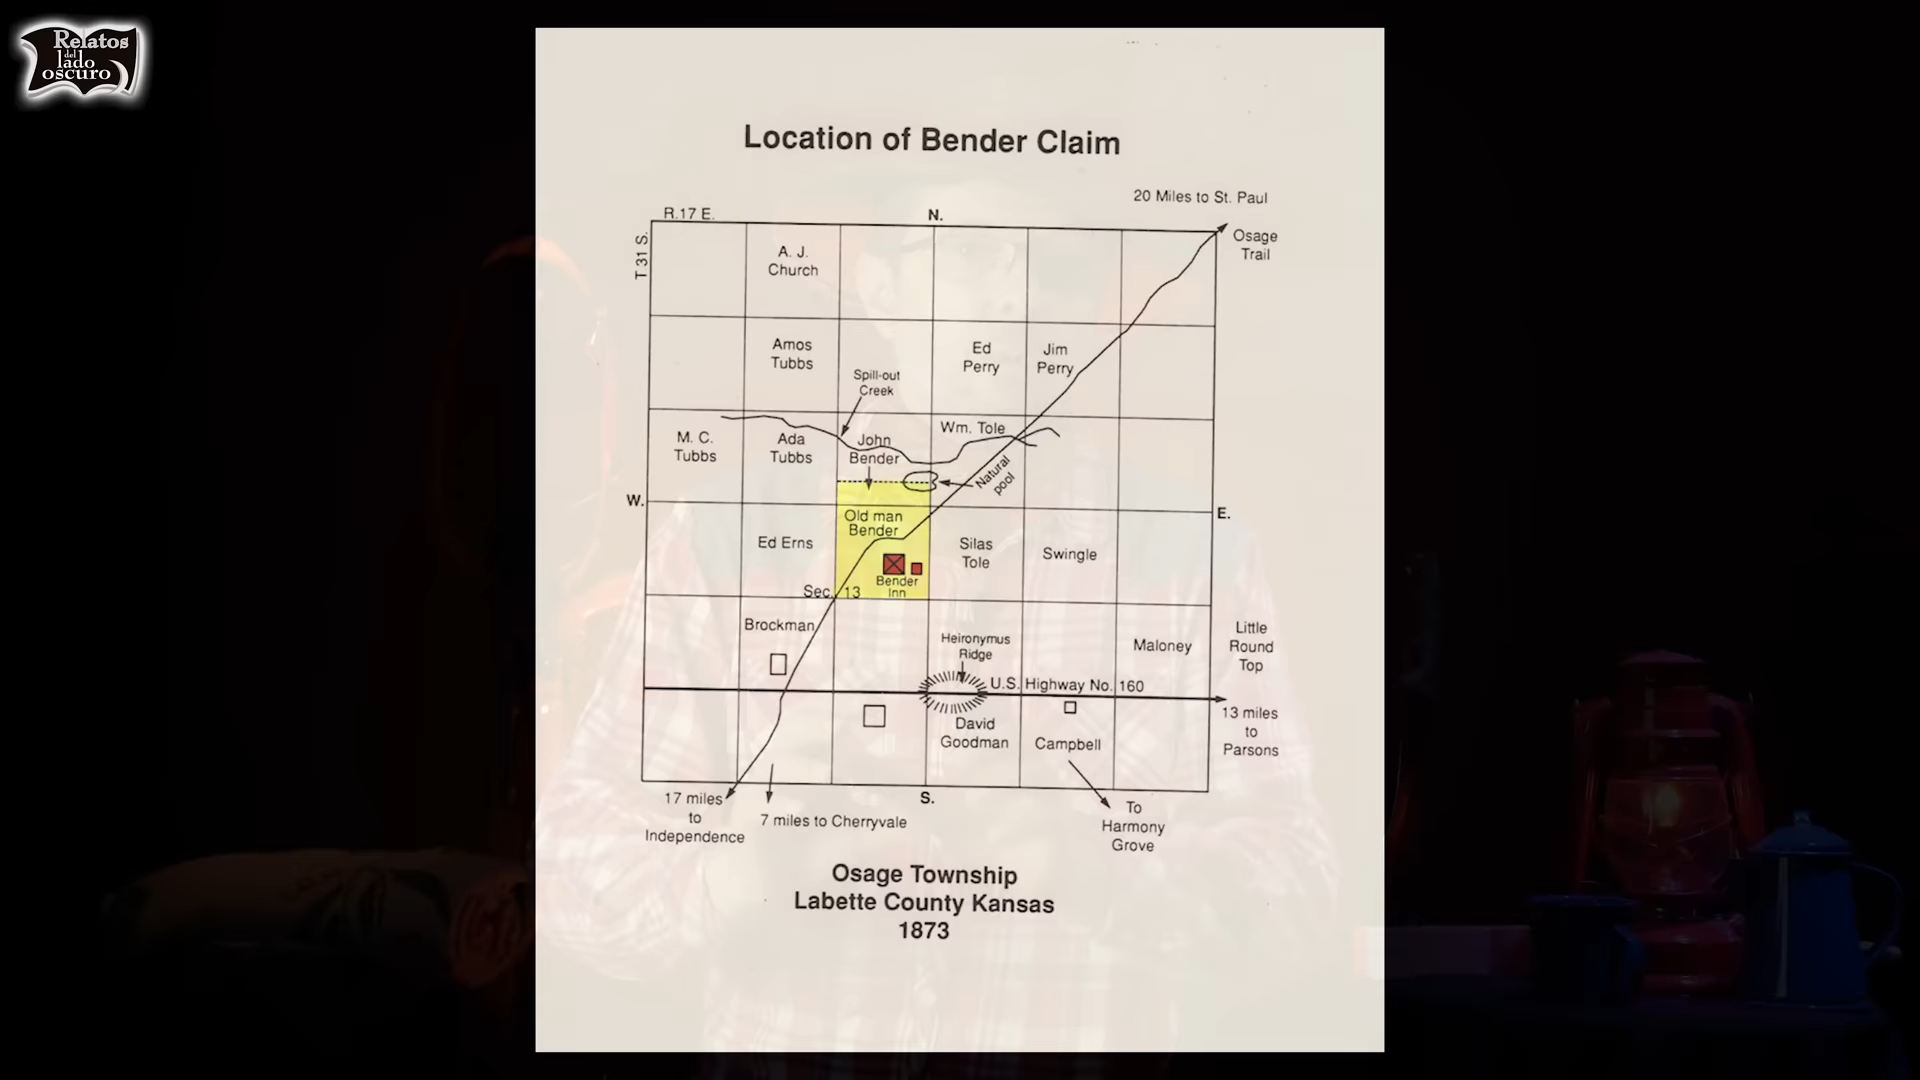 Relatos
del
lado
oscuro
Location of Bender Claim
20 Miles to St. Paul
R.17 E.
N.
T 31 S.
Osage
Trail
A. J.
Church
Amos
Tubbs
Ed
Perry
Jim
Perry
Spill-out
Creek
M. C.
Tubbs
Ada
Tubbs
John
Bender
Wm. Tole
Natural
pool
W.
E.
Old man
Bender
Ed Erns
Silas
Tole
Swingle
Bender
Inn
Sec. 13
Brockman
Heironymus
Ridge
Maloney
Little
Round
Top
U.S. Highway No. 160
13 miles
to
Parsons
David
Goodman
Campbell
17 miles
to
Independence
S.
7 miles to Cherryvale
To
Harmony
Grove
Osage Township
Labette County Kansas
1873